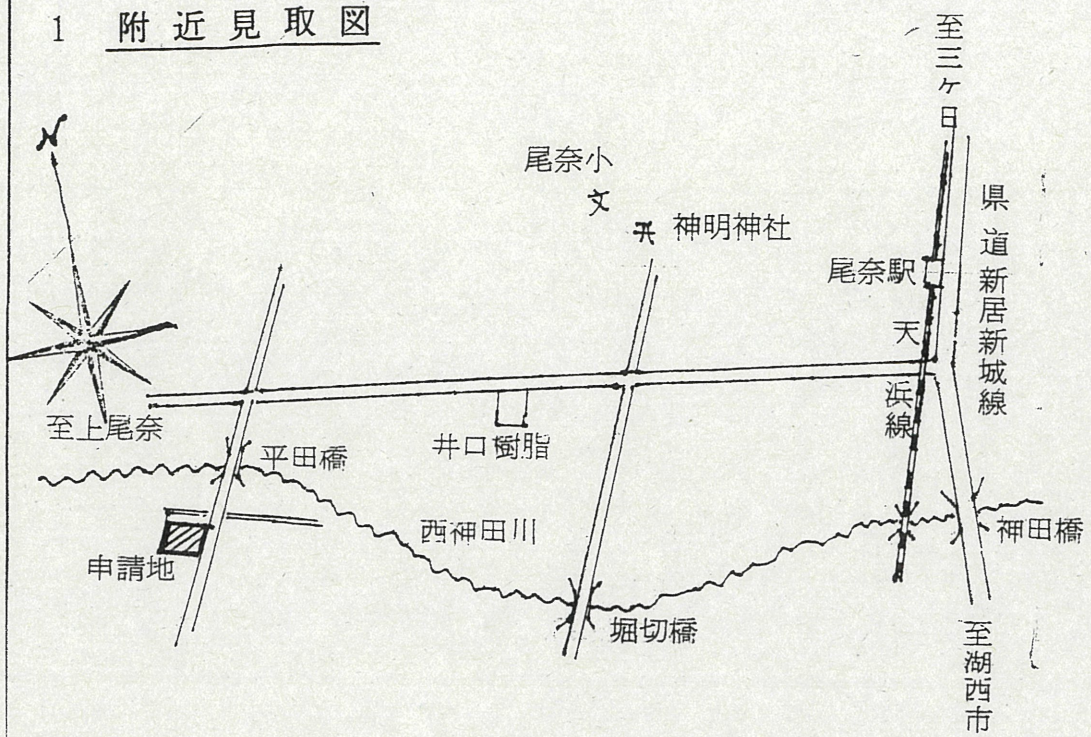 1 附近見取図
至三ヶ日
N
尾奈小
文
神明神社
県道新居新城線
尾奈駅
天浜線
至上尾奈
井口樹脂
平田橋
西神田川
神田橋
申請地
堀切橋
至湖西市